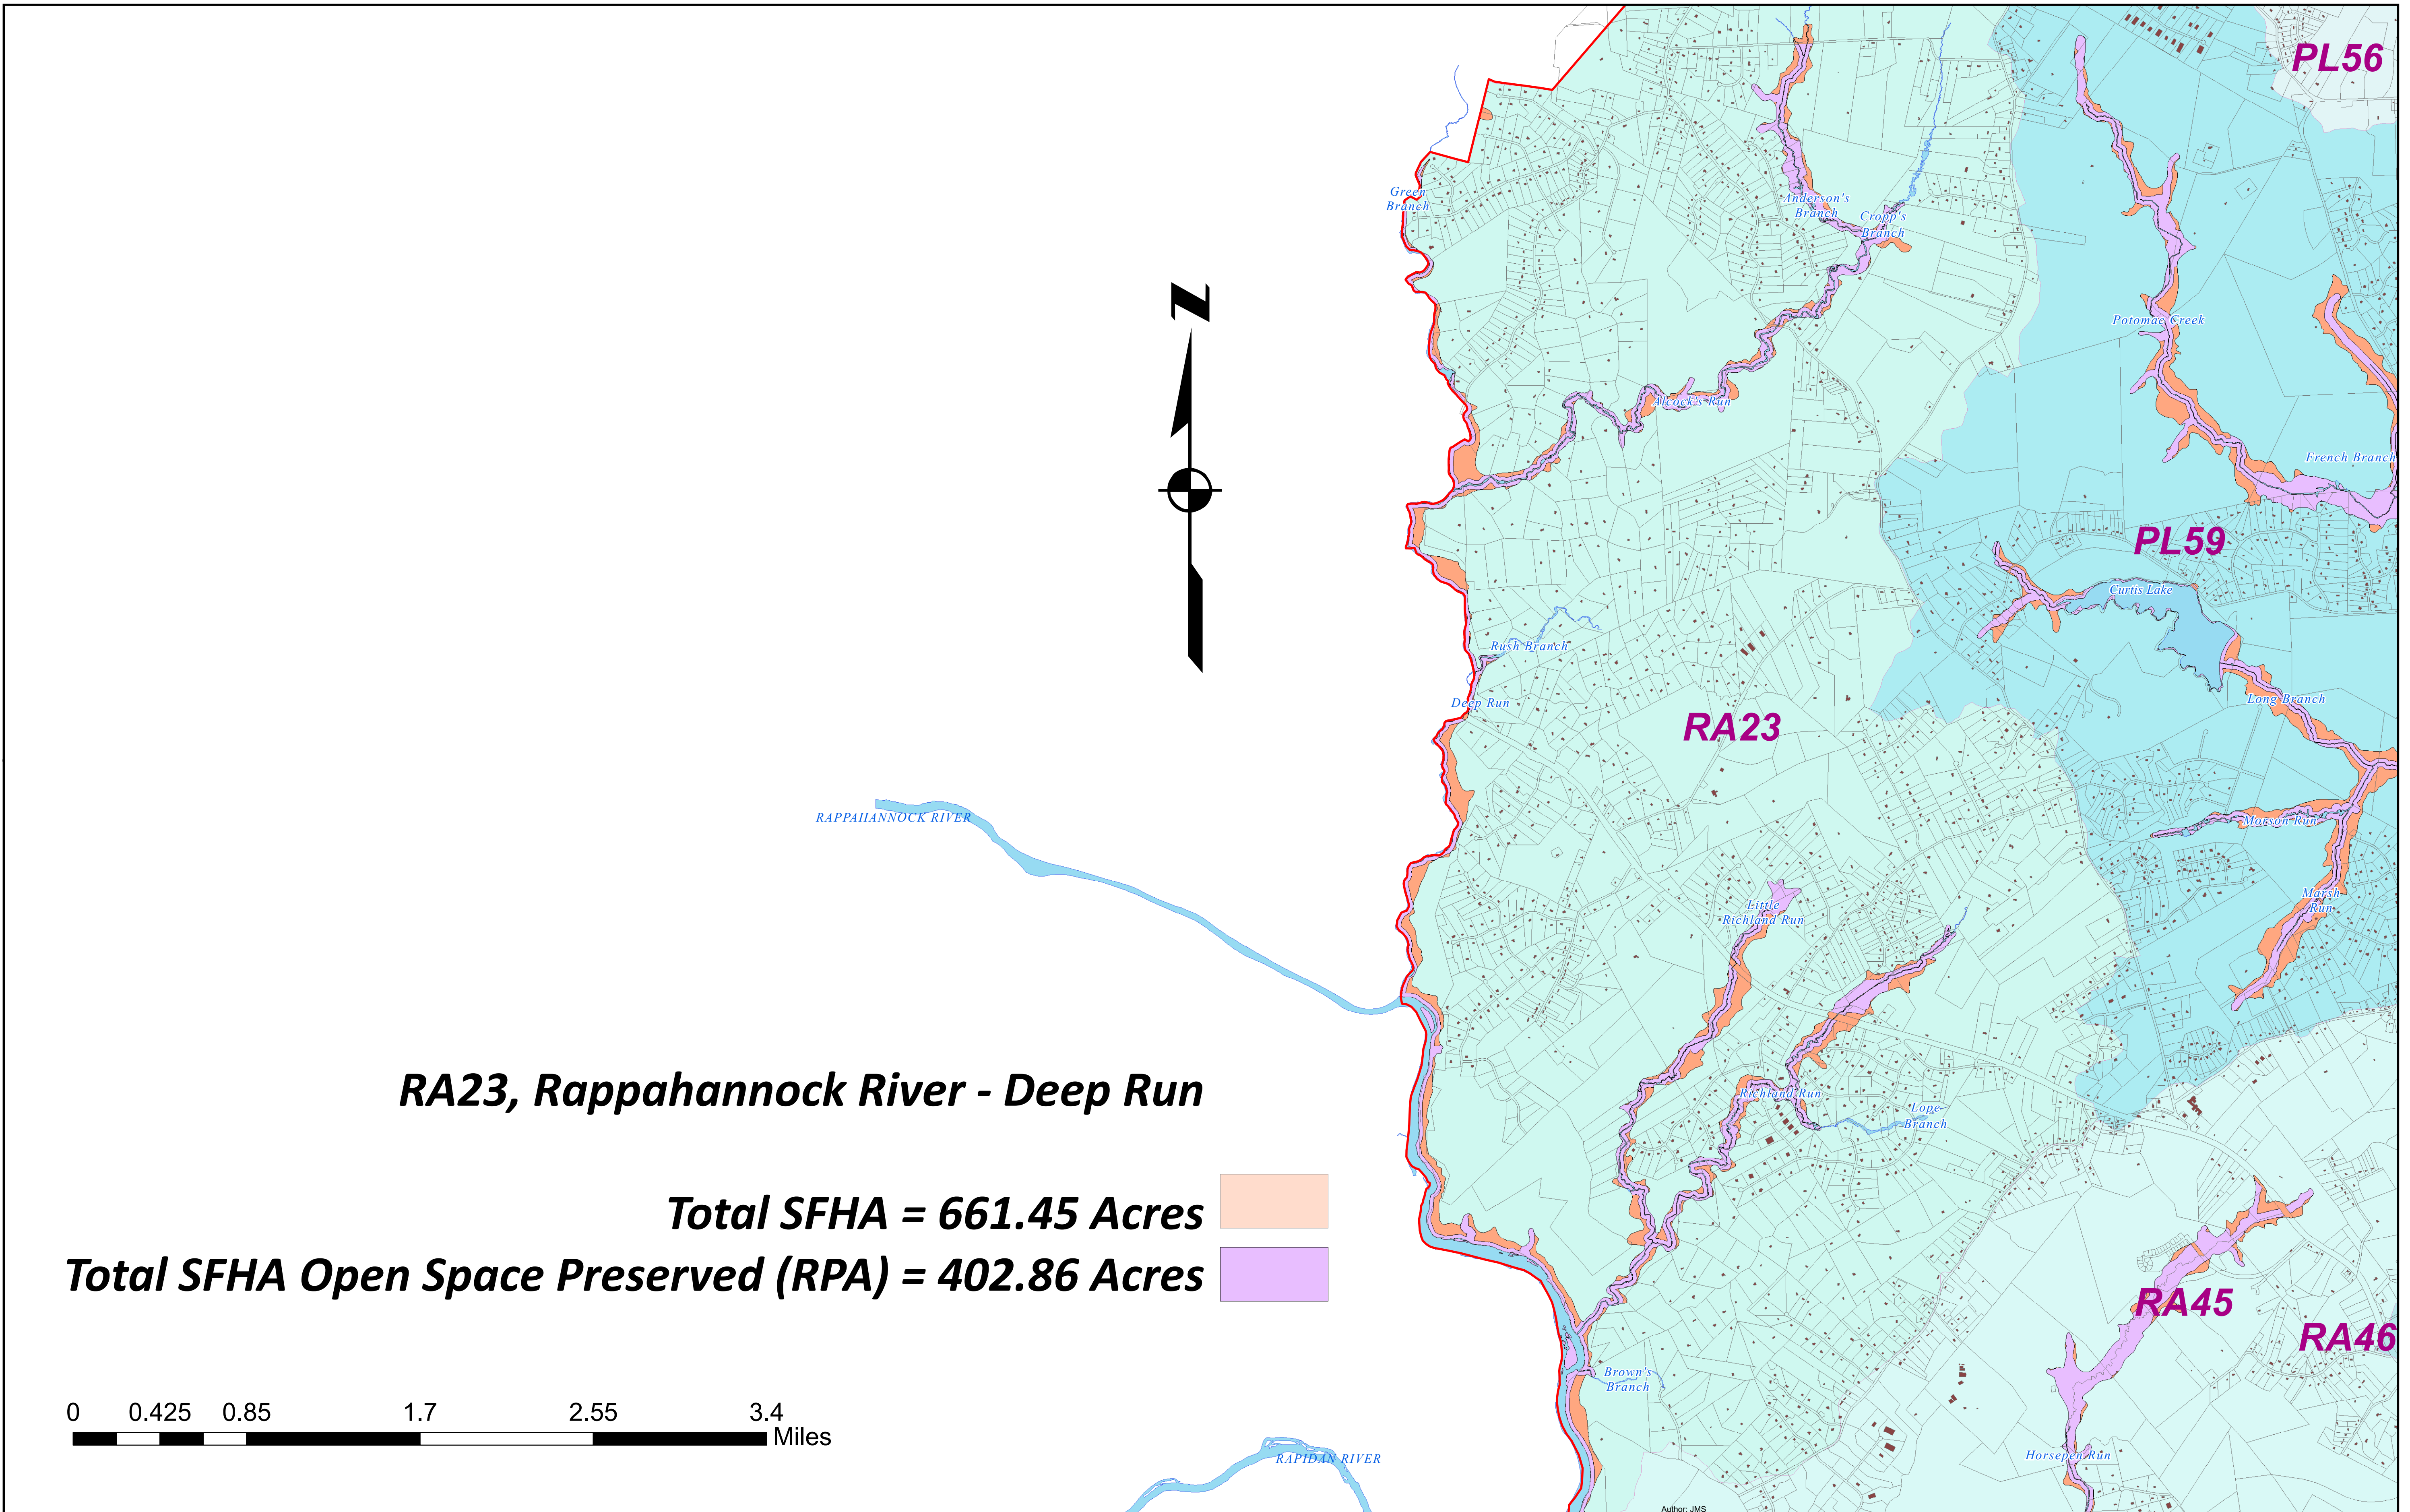 PL56
Green
Branch
Anderson's
Branch
Cropp's
Branch
N
Potomac Creek
Alcock's Run
French Branch
PL59
Curtis Lake
Rush Branch
Deep Run
Long Branch
RA23
RAPPAHANNOCK RIVER
Morson Run
Marsh
Run
Little
Richland Run
RA23, Rappahannock River - Deep Run
Richland Run
Lope
Branch
Total SFHA = 661.45 Acres
Total SFHA Open Space Preserved (RPA) = 402.86 Acres
RA45
RA46
Brown's
Branch
0 0.425 0.85 1.7 2.55 3.4
Miles
RAPIDAN RIVER
Horsepen Run
Author: JMS